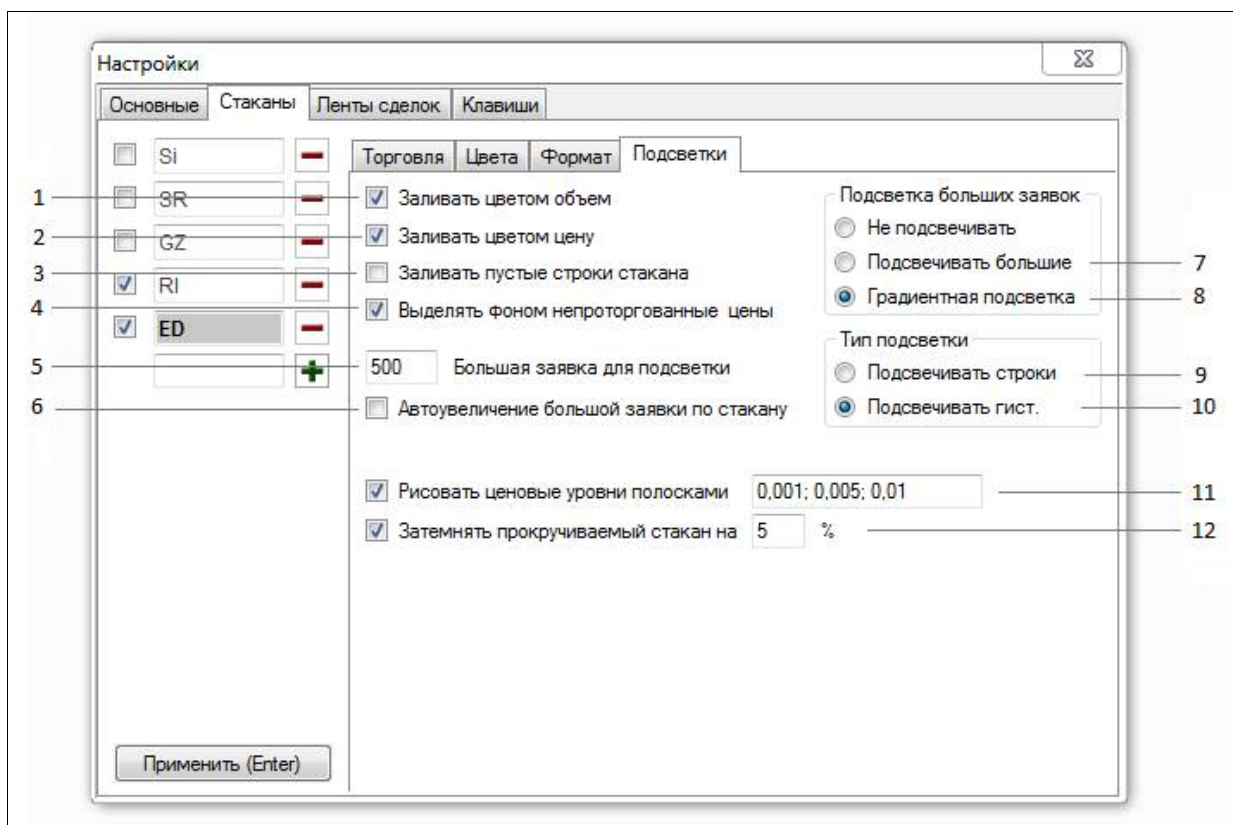 Настройки
Основные Стаканы Ленты сделок Клавиши
Si
SR
GZ
RI
ED
Торговля Цвета Формат Подсветки
1 Заливать цветом объем
2 Заливать цветом цену
3 Заливать пустые строки стакана
4 Выделять фоном непроторгованные цены
5 500 Большая заявка для подсветки
6 Автоувеличение большой заявки по стакану
Подсветка больших заявок
Не подсвечивать
Подсвечивать большие 7
Градиентная подсветка 8
Тип подсветки
Подсвечивать строки 9
Подсвечивать гист. 10
Рисовать ценовые уровни полосками 0,001; 0,005; 0,01 11
Затемнять прокручиваемый стакан на 5 % 12
Применить (Enter)